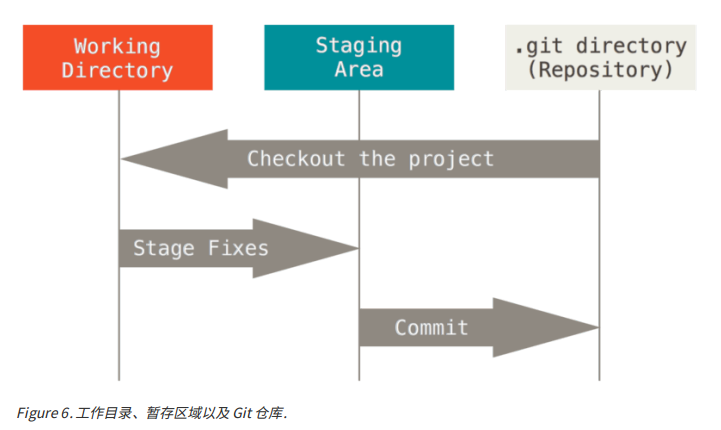 Working
Directory
Staging
Area
.git directory
(Repository)
Checkout the project
Stage Fixes
Commit
Figure 6. 工作目录、暂存区域以及 Git 仓库.